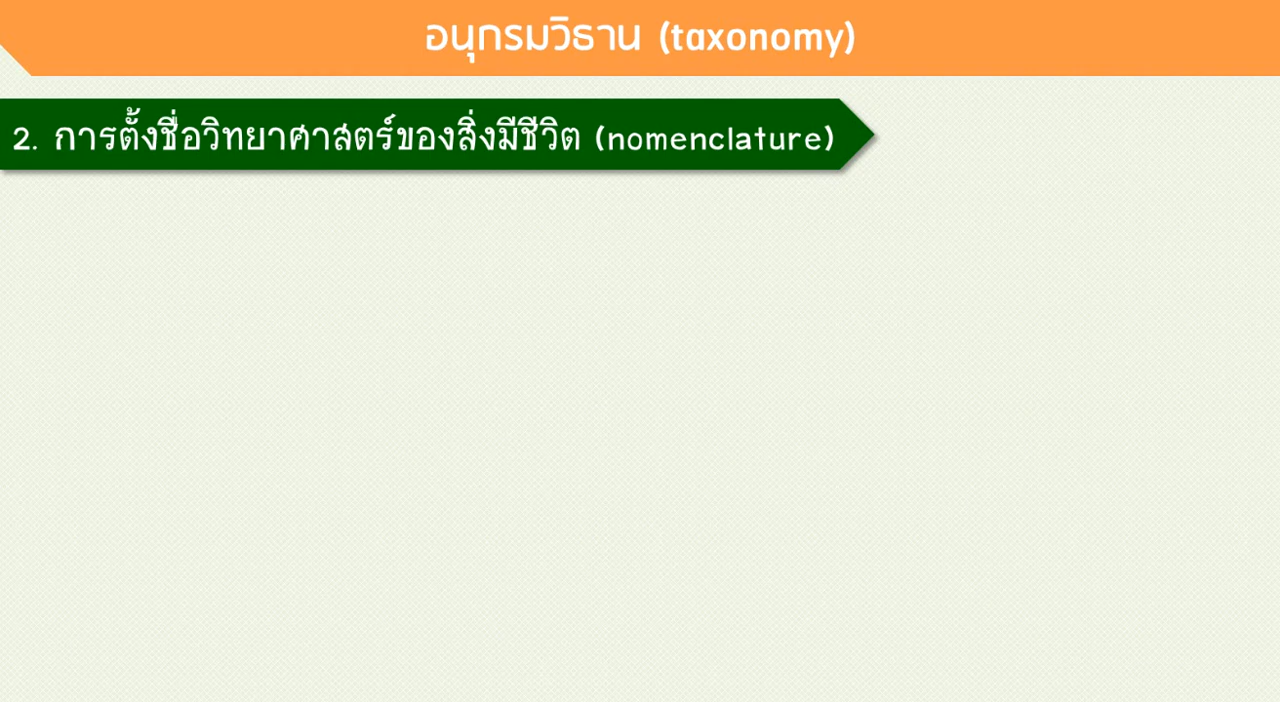 อนุกรมวิธาน (taxonomy)
2. การตั้งชื่อวิทยาศาสตร์ของสิ่งมีชีวิต (nomenclature)